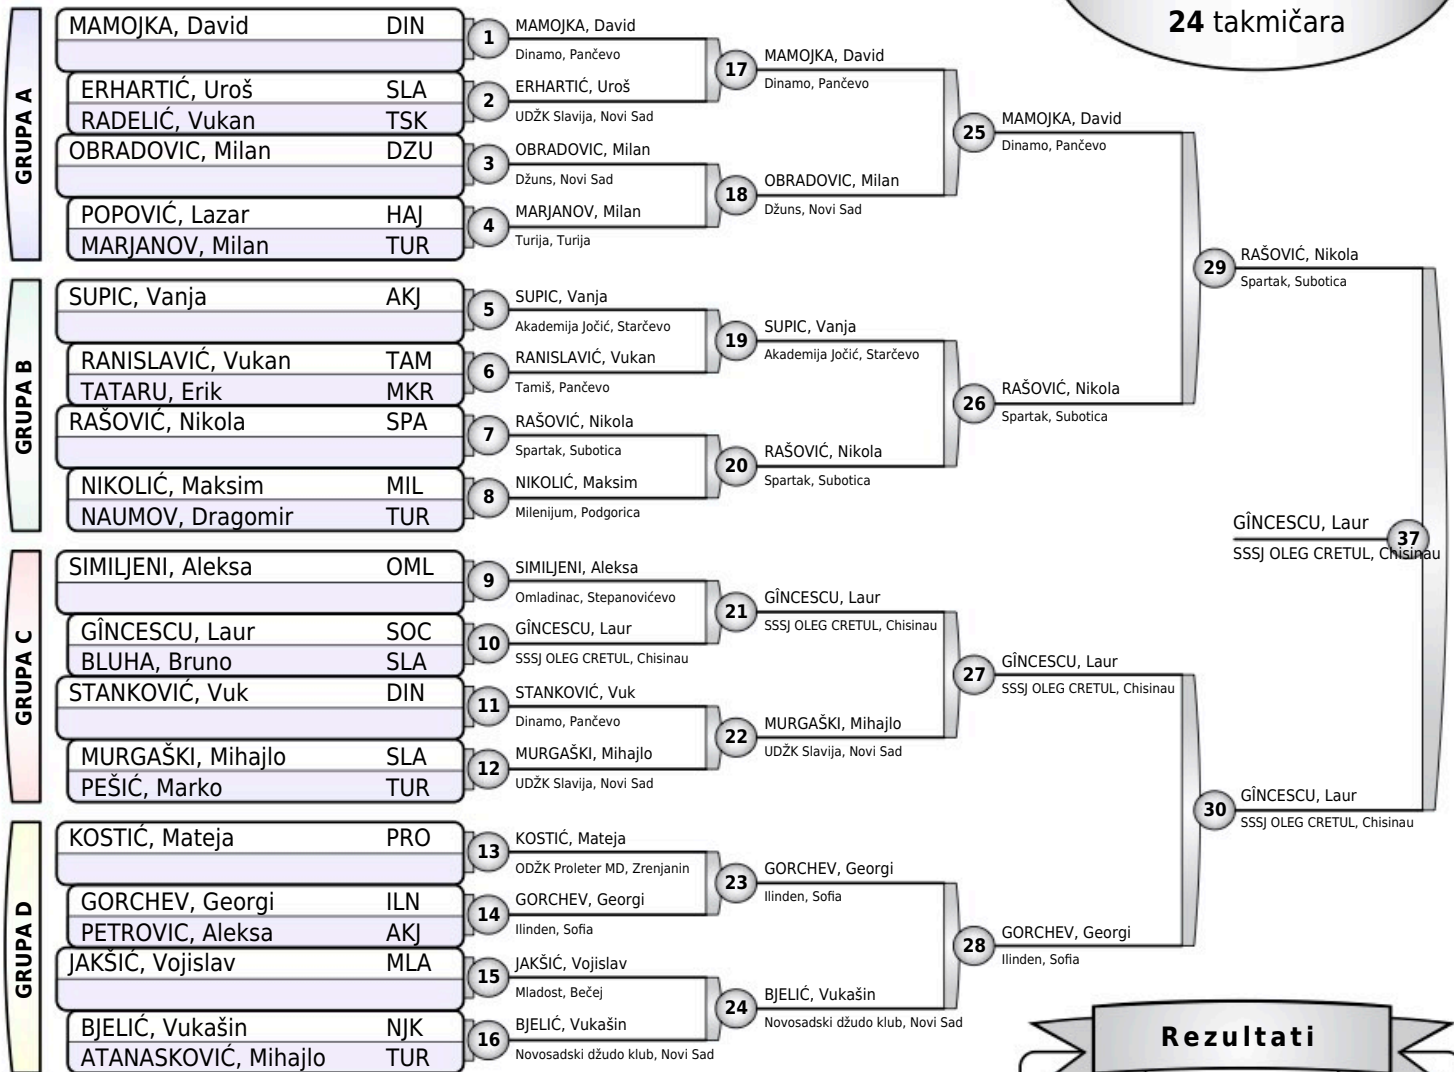 24 takmičara
GRUPA A
MAMOJKA, David DIN
ERHARTIĆ, Uroš SLA
RADELIĆ, Vukan TSK
OBRADOVIC, Milan DZU
POPOVIĆ, Lazar HAJ
MARJANOV, Milan TUR
GRUPA B
SUPIC, Vanja AKJ
RANISLAVIĆ, Vukan TAM
TATARU, Erik MKR
RAŠOVIĆ, Nikola SPA
NIKOLIĆ, Maksim MIL
NAUMOV, Dragomir TUR
GRUPA C
SIMILJENI, Aleksa OML
GÎNCESCU, Laur SOC
BLUHA, Bruno SLA
STANKOVIĆ, Vuk DIN
MURGAŠKI, Mihajlo SLA
PEŠIĆ, Marko TUR
GRUPA D
KOSTIĆ, Mateja PRO
GORCHEV, Georgi ILN
PETROVIC, Aleksa AKJ
JAKŠIĆ, Vojislav MLA
BJELIĆ, Vukašin NJK
ATANASKOVIĆ, Mihajlo TUR
1 MAMOJKA, David
Dinamo, Pančevo
2 ERHARTIĆ, Uroš
UDŽK Slavija, Novi Sad
3 OBRADOVIC, Milan
Džuns, Novi Sad
4 MARJANOV, Milan
Turija, Turija
5 SUPIC, Vanja
Akademija Jočić, Starčevo
6 RANISLAVIĆ, Vukan
Tamiš, Pančevo
7 RAŠOVIĆ, Nikola
Spartak, Subotica
8 NIKOLIĆ, Maksim
Milenijum, Podgorica
9 SIMILJENI, Aleksa
Omladinac, Stepanovićevo
10 GÎNCESCU, Laur
SSSJ OLEG CRETUL, Chisinau
11 STANKOVIĆ, Vuk
Dinamo, Pančevo
12 MURGAŠKI, Mihajlo
UDŽK Slavija, Novi Sad
13 KOSTIĆ, Mateja
ODŽK Proleter MD, Zrenjanin
14 GORCHEV, Georgi
Ilinden, Sofia
15 JAKŠIĆ, Vojislav
Mladost, Bečej
16 BJELIĆ, Vukašin
Novosadski džudo klub, Novi Sad
17 MAMOJKA, David
Dinamo, Pančevo
18 OBRADOVIC, Milan
Džuns, Novi Sad
19 SUPIC, Vanja
Akademija Jočić, Starčevo
20 RAŠOVIĆ, Nikola
Spartak, Subotica
21 GÎNCESCU, Laur
SSSJ OLEG CRETUL, Chisinau
22 MURGAŠKI, Mihajlo
UDŽK Slavija, Novi Sad
23 GORCHEV, Georgi
Ilinden, Sofia
24 BJELIĆ, Vukašin
Novosadski džudo klub, Novi Sad
25 MAMOJKA, David
Dinamo, Pančevo
26 RAŠOVIĆ, Nikola
Spartak, Subotica
27 GÎNCESCU, Laur
SSSJ OLEG CRETUL, Chisinau
28 GORCHEV, Georgi
Ilinden, Sofia
29 RAŠOVIĆ, Nikola
Spartak, Subotica
30 GÎNCESCU, Laur
SSSJ OLEG CRETUL, Chisinau
GÎNCESCU, Laur 37
SSSJ OLEG CRETUL, Chisinau
Rezultati